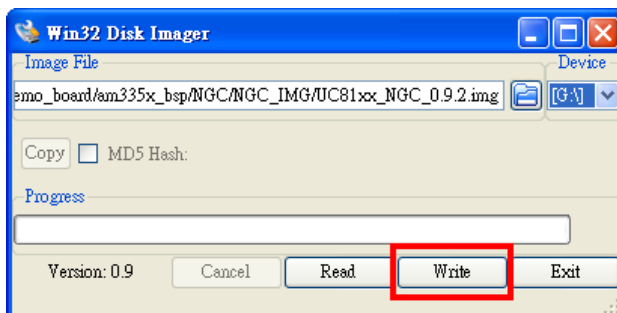 Win32 Disk Imager
Image File
Device
emo_board/am335x_bsp/NGC/NGC_IMG/UC81xx_NGC_0.9.2.img
[G:\]
Copy
MD5 Hash:
Progress
Version: 0.9
Cancel
Read
Write
Exit